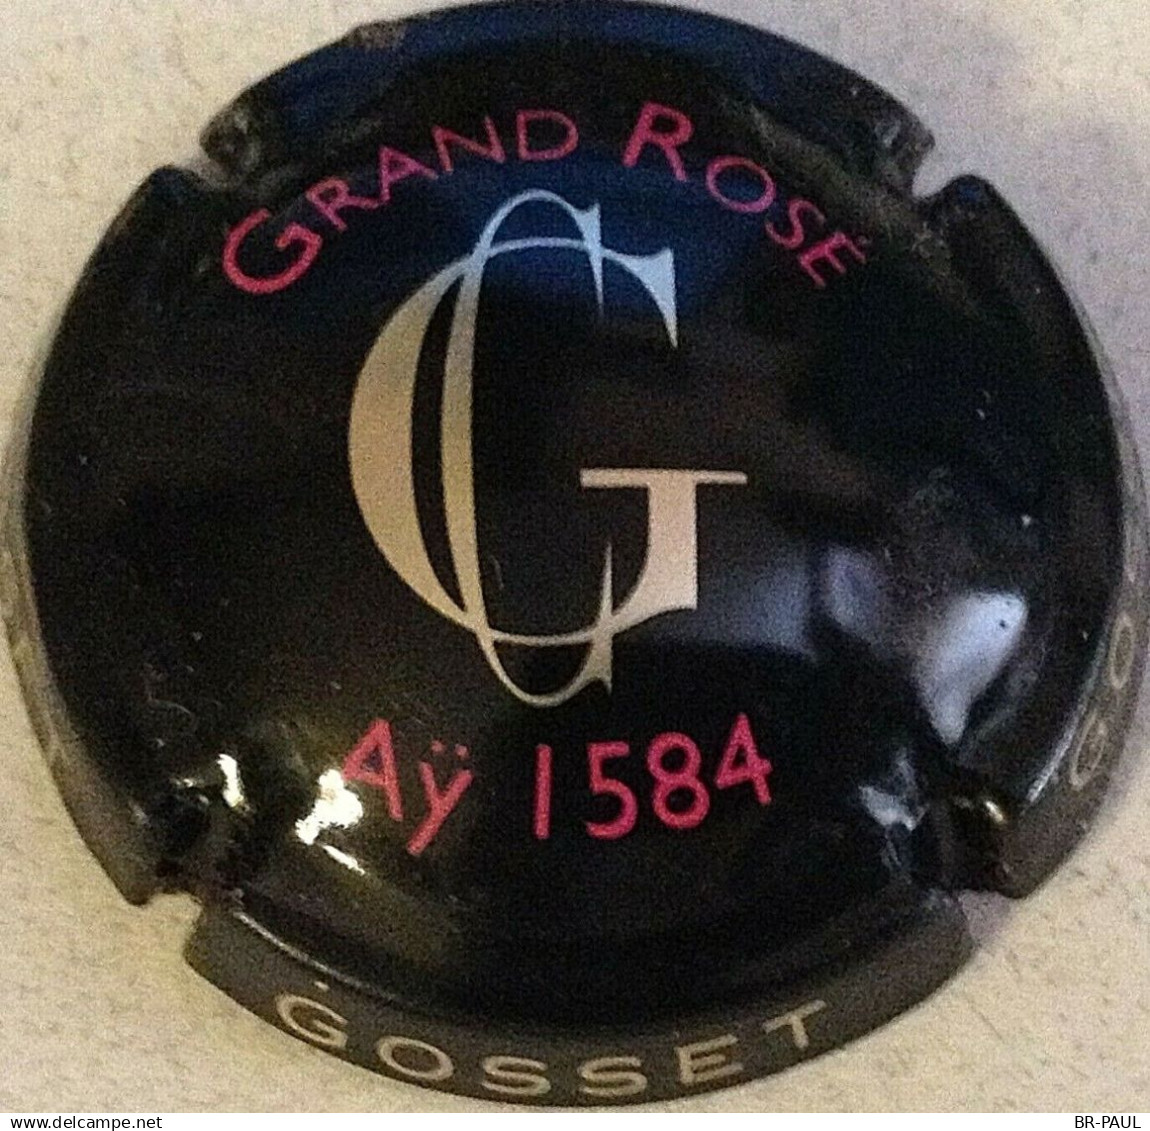 GRAND ROSÉ
G
Aÿ 1584
GOSSET
www.delcampe.net
BR-PAUL